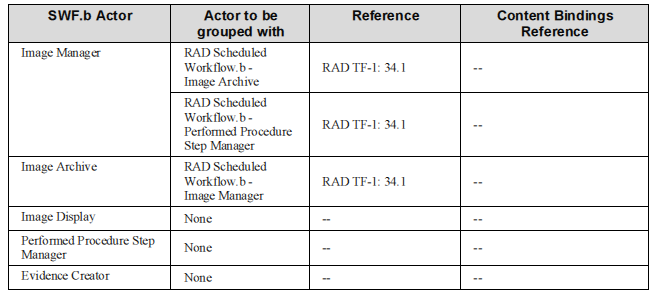 SWF.b Actor
Actor to be
grouped with
Reference
Content Bindings
Reference
Image Manager
RAD Scheduled
Workflow.b -
Image Archive
RAD TF-1: 34.1
--
RAD Scheduled
Workflow.b -
Performed Procedure
Step Manager
RAD TF-1: 34.1
--
Image Archive
RAD Scheduled
Workflow.b -
Image Manager
RAD TF-1: 34.1
--
Image Display
None
--
--
Performed Procedure Step
Manager
None
--
--
Evidence Creator
None
--
--